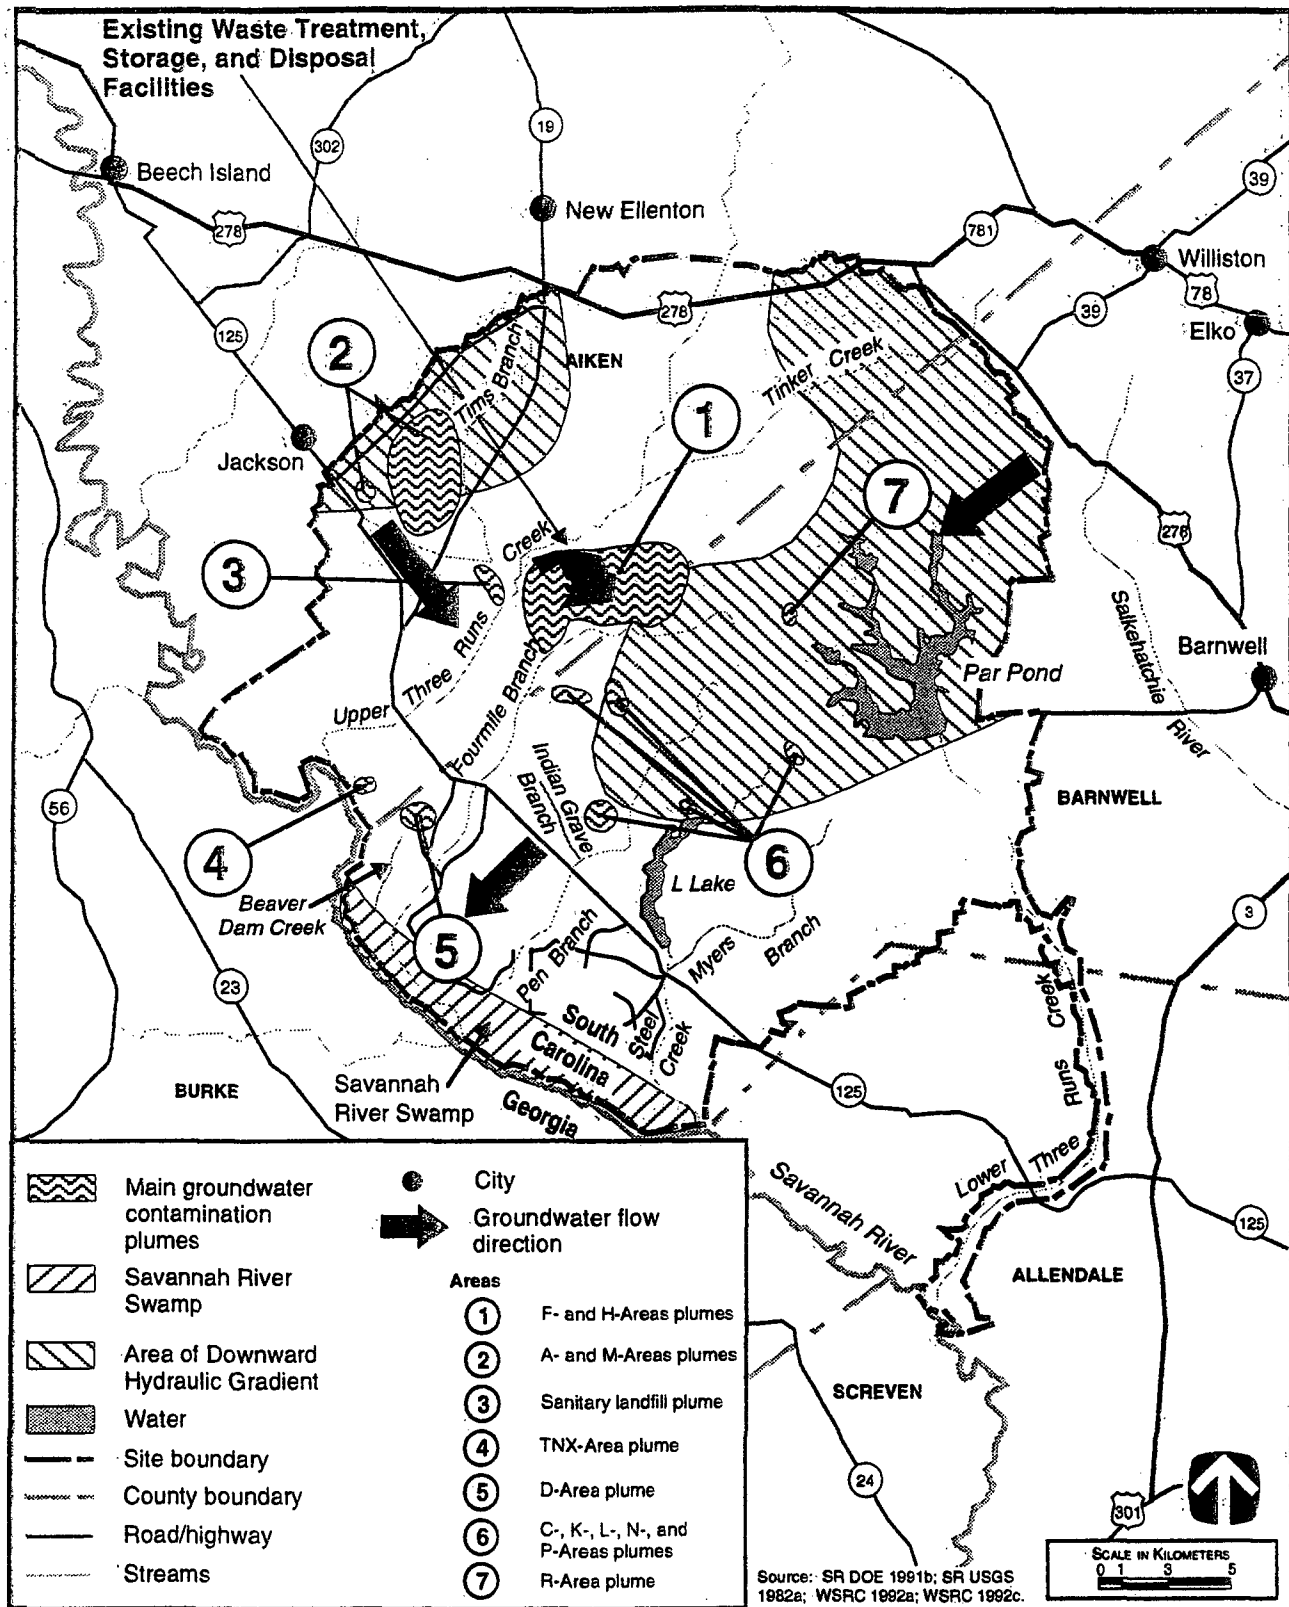 Existing Waste Treatment,
Storage, and Disposal
Facilities
302
19
Beech Island
New Ellenton
39
278
781
Williston
278
78
39
Elko
125
2
AIKEN
Tims Branch
Tinker Creek
37
1
Jackson
7
278
Creek
3
Salkehatchie
River
Upper Three Runs
Fourmile Branch
Par Pond
Barnwell
Indian Grave
Branch
56
BARNWELL
4
6
L Lake
Beaver
Dam Creek
5
3
Pen Branch
Myers Branch
23
South
Carolina
Steel
Creek
Creek
Runs
Three
Lower
BURKE
Savannah
River Swamp
Georgia
125
Savannah River
125
ALLENDALE
SCREVEN
24
301
Main groundwater
contamination
plumes
Savannah River
Swamp
Area of Downward
Hydraulic Gradient
Water
Site boundary
County boundary
Road/highway
Streams
City
Groundwater flow
direction
Areas
1 F- and H-Areas plumes
2 A- and M-Areas plumes
3 Sanitary landfill plume
4 TNX-Area plume
5 D-Area plume
6 C-, K-, L-, N-, and
P-Areas plumes
7 R-Area plume
Source: SR DOE 1991b; SR USGS
1982a; WSRC 1992a; WSRC 1992c.
SCALE IN KILOMETERS
0 1 3 5